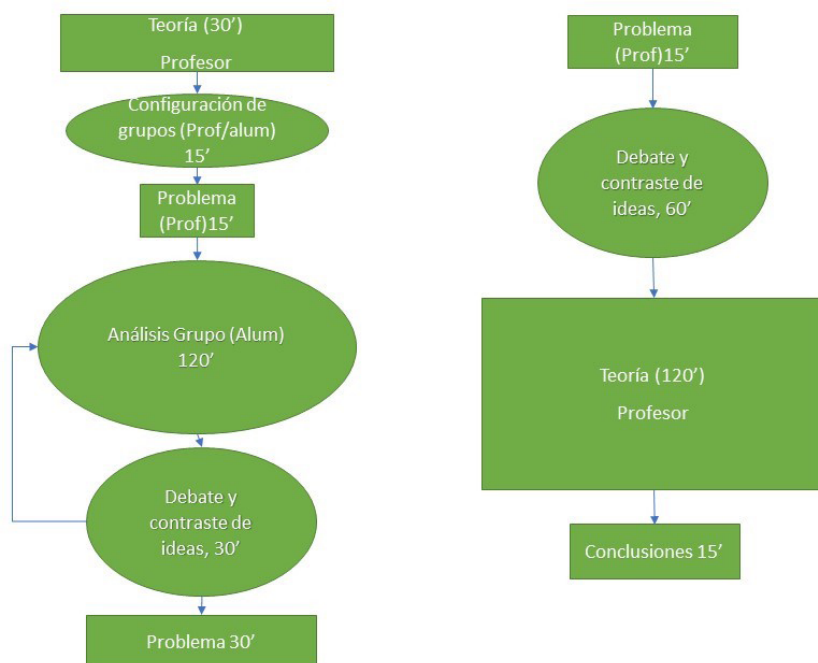 Teoría (30’)
Profesor
Configuración de
grupos (Prof/alum)
15’
Problema
(Prof)15’
Análisis Grupo (Alum)
120’
Debate y
contraste de
ideas, 30’
Problema 30’
Problema
(Prof)15’
Debate y
contraste de
ideas, 60’
Teoría (120’)
Profesor
Conclusiones 15’